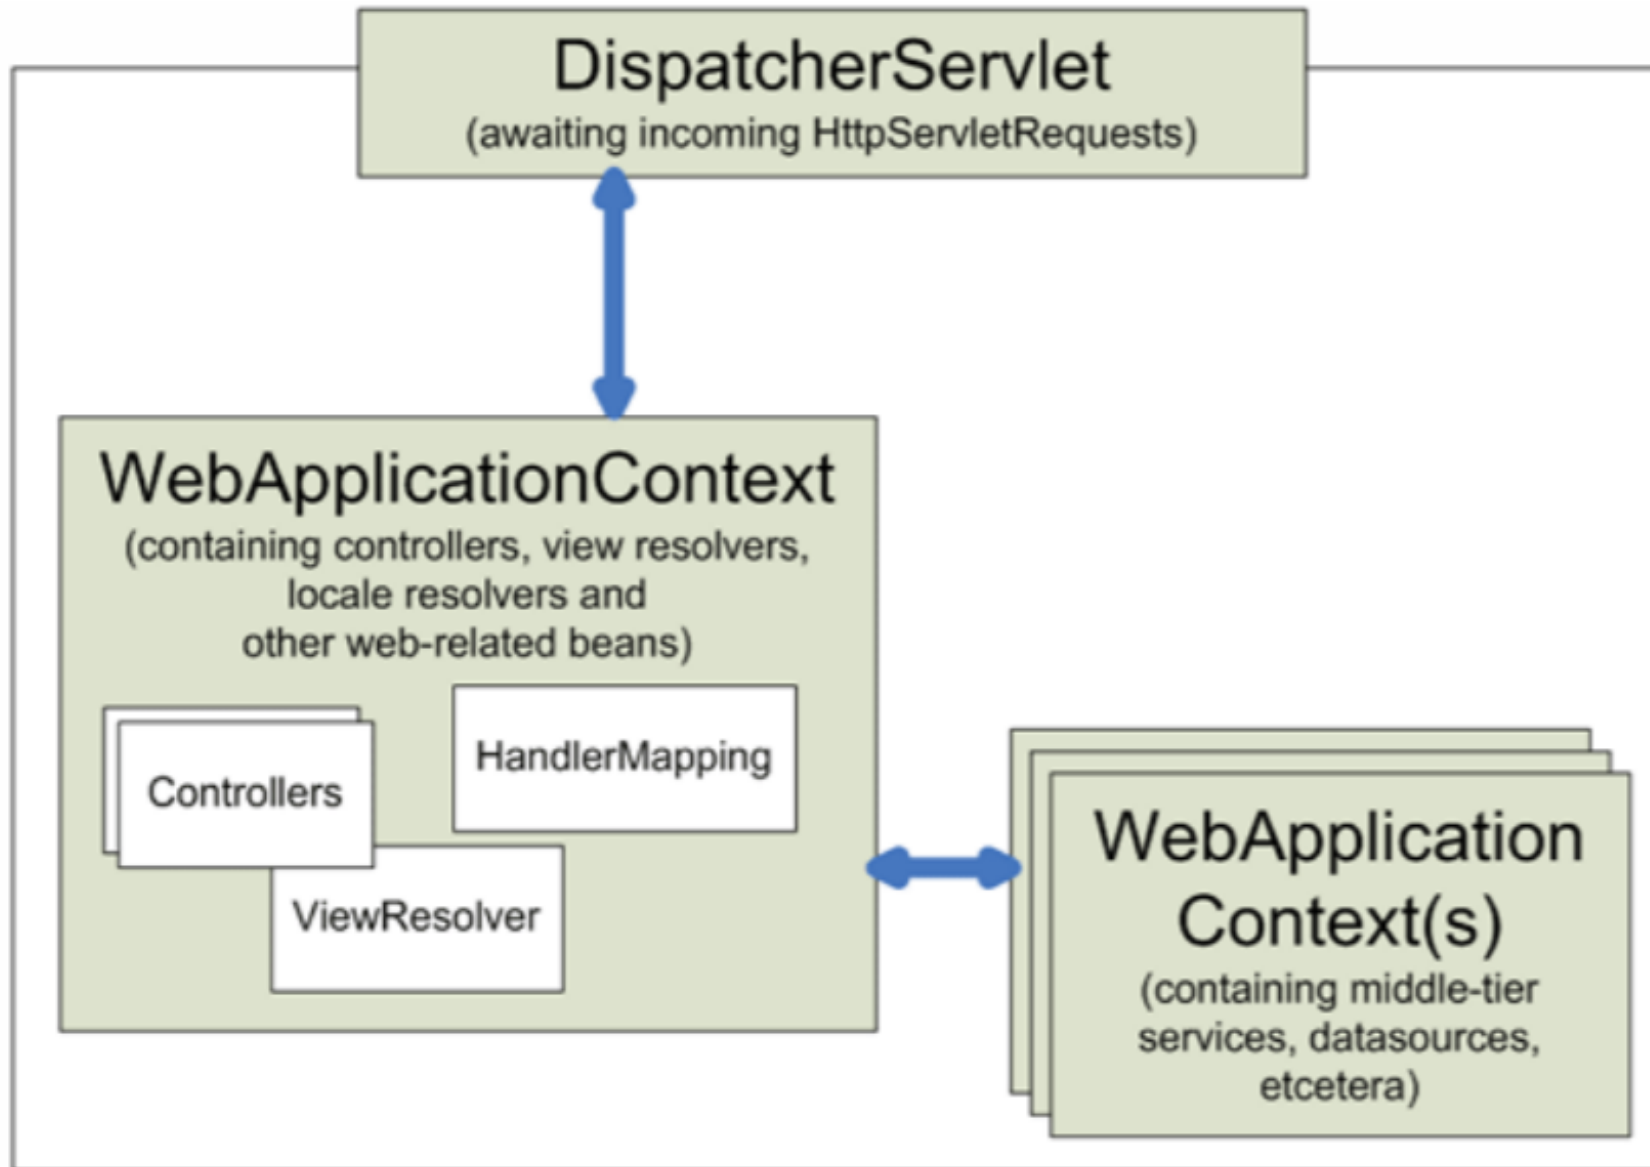 DispatcherServlet
(awaiting incoming HttpServletRequests)
WebApplicationContext
(containing controllers, view resolvers,
locale resolvers and
other web-related beans)
HandlerMapping
Controllers
ViewResolver
WebApplication
Context(s)
(containing middle-tier
services, datasources,
etcetera)